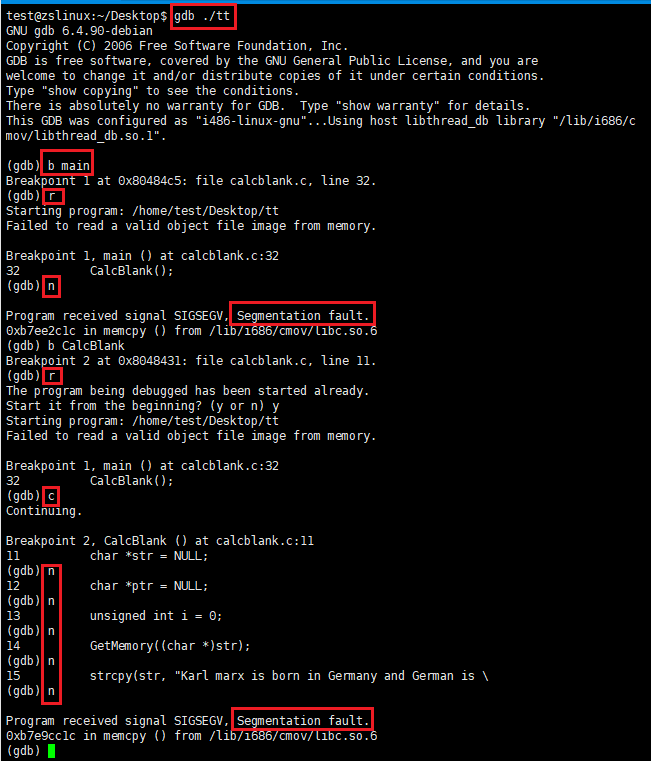 test@zslinux:~/Desktop$ gdb ./tt
GNU gdb 6.4.90-debian
Copyright (C) 2006 Free Software Foundation, Inc.
GDB is free software, covered by the GNU General Public License, and you are
welcome to change it and/or distribute copies of it under certain conditions.
Type "show copying" to see the conditions.
There is absolutely no warranty for GDB.  Type "show warranty" for details.
This GDB was configured as "i486-linux-gnu"...Using host libthread_db library "/lib/i686/c
mov/libthread_db.so.1".
(gdb) b main
Breakpoint 1 at 0x80484c5: file calcblank.c, line 32.
(gdb) r
Starting program: /home/test/Desktop/tt
Failed to read a valid object file image from memory.
Breakpoint 1, main () at calcblank.c:32
32          CalcBlank();
(gdb) n
Program received signal SIGSEGV, Segmentation fault.
0xb7ee2c1c in memcpy () from /lib/i686/cmov/libc.so.6
(gdb) b CalcBlank
Breakpoint 2 at 0x8048431: file calcblank.c, line 11.
(gdb) r
The program being debugged has been started already.
Start it from the beginning? (y or n) y
Starting program: /home/test/Desktop/tt
Failed to read a valid object file image from memory.
Breakpoint 1, main () at calcblank.c:32
32          CalcBlank();
(gdb) c
Continuing.
Breakpoint 2, CalcBlank () at calcblank.c:11
11          char *str = NULL;
(gdb) n
12          char *ptr = NULL;
(gdb) n
13          unsigned int i = 0;
(gdb) n
14          GetMemory((char *)str);
(gdb) n
15          strcpy(str, "Karl marx is born in Germany and German is \
(gdb) n
Program received signal SIGSEGV, Segmentation fault.
0xb7e9cc1c in memcpy () from /lib/i686/cmov/libc.so.6
(gdb)